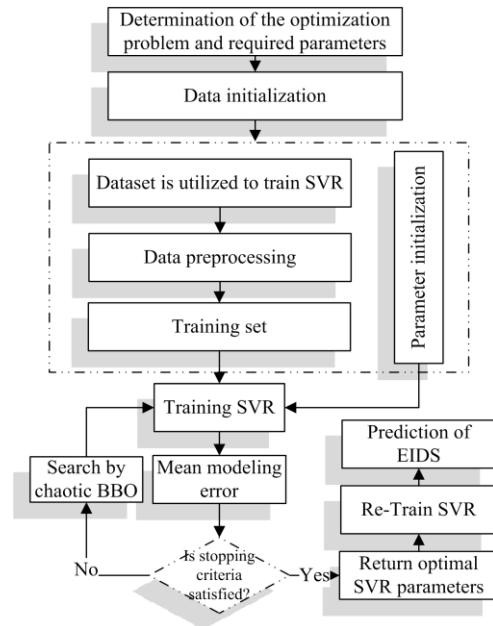 Determination of the optimization
problem and required parameters
Data initialization
Dataset is utilized to train SVR
Data preprocessing
Training set
Parameter initialization
Training SVR
Search by
chaotic BBO
Mean modeling
error
Prediction of
EIDS
Re-Train SVR
Is stopping
criteria
satisfied?
No
Yes
Return optimal
SVR parameters